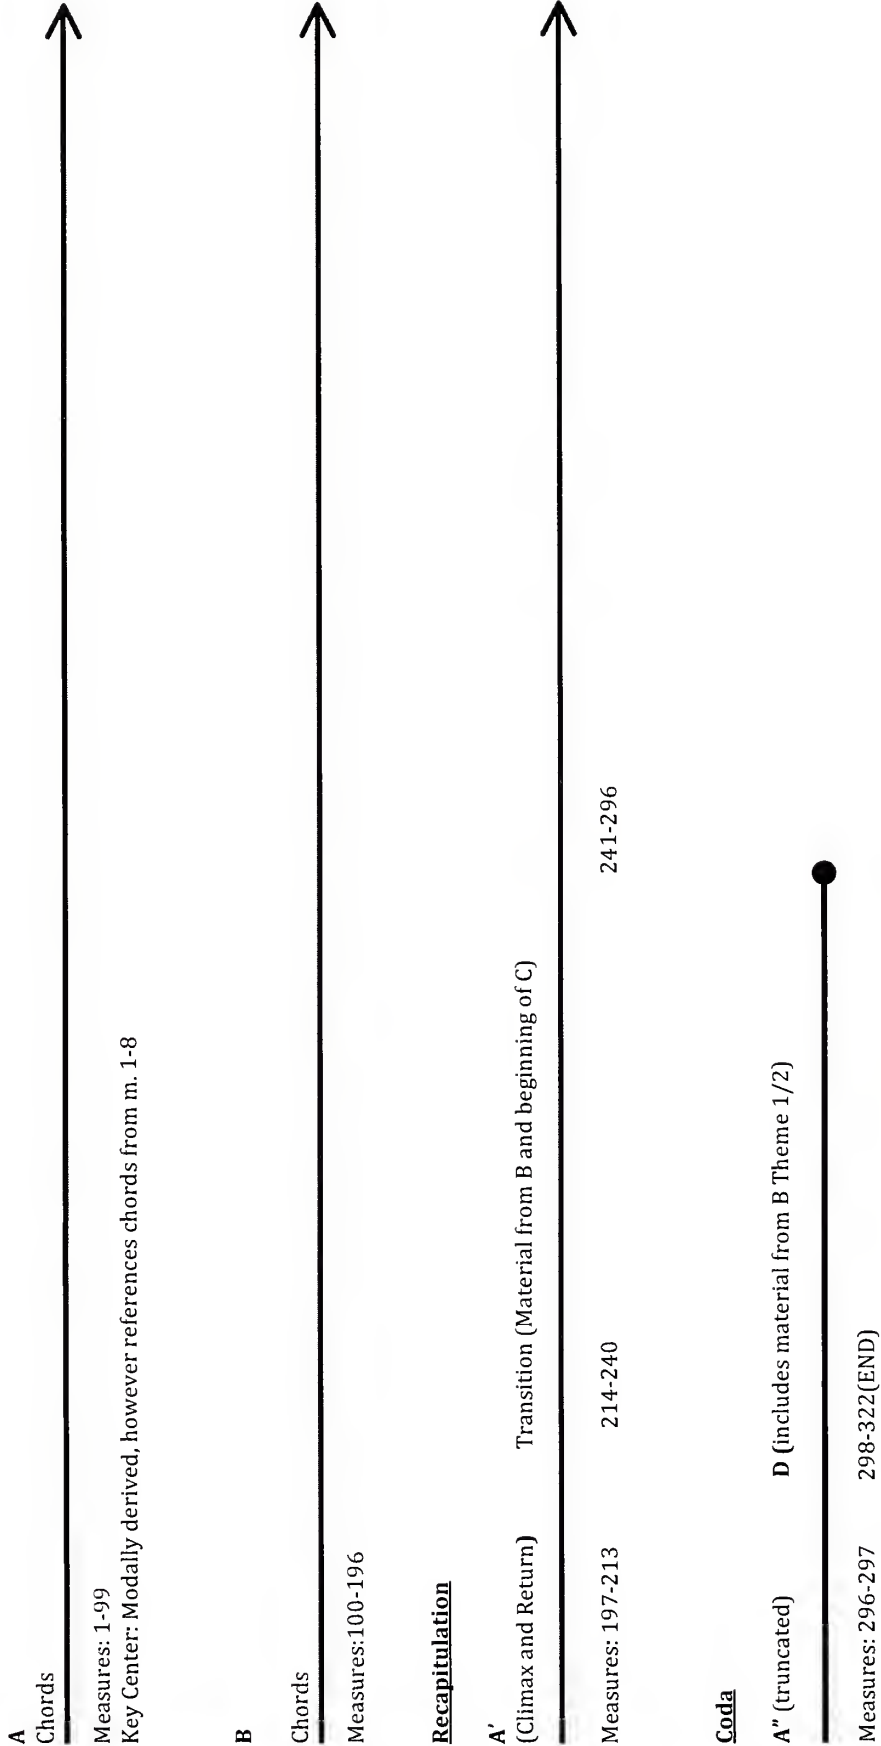 A
Chords
Measures: 1-99
Key Center: Modally derived, however references chords from m. 1-8
B
Chords
Measures:100-196
Recapitulation
A'
(Climax and Return) Transition (Material from B and beginning of C)
Measures: 197-213 214-240 241-296
Coda
A" (truncated) D (includes material from B Theme 1/2)
Measures: 296-297 298-322(END)